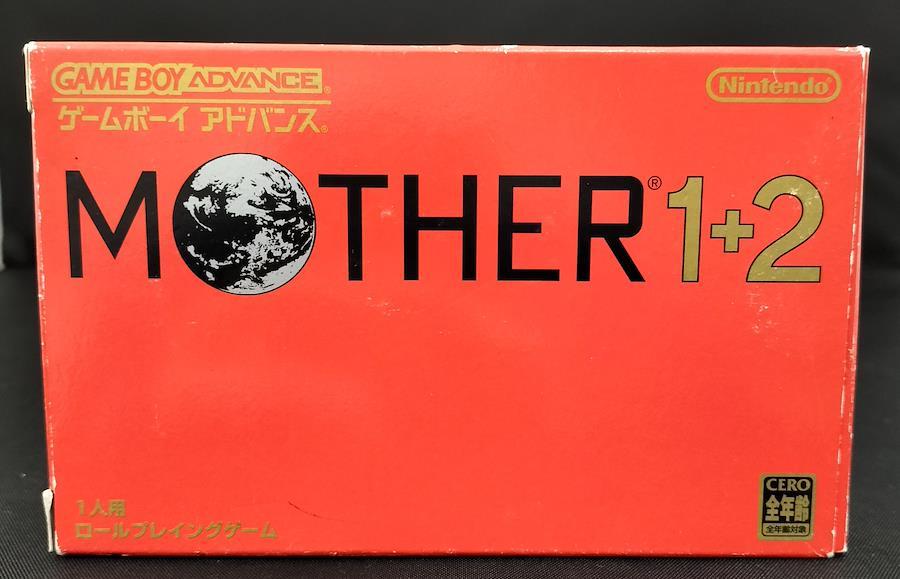 GAME BOY ADVANCE®
Nintendo®
ゲームボーイ アドバンス®
MOTHER® 1+2
1人用
ロールプレイングゲーム
CERO
全年齢
全年齢対象